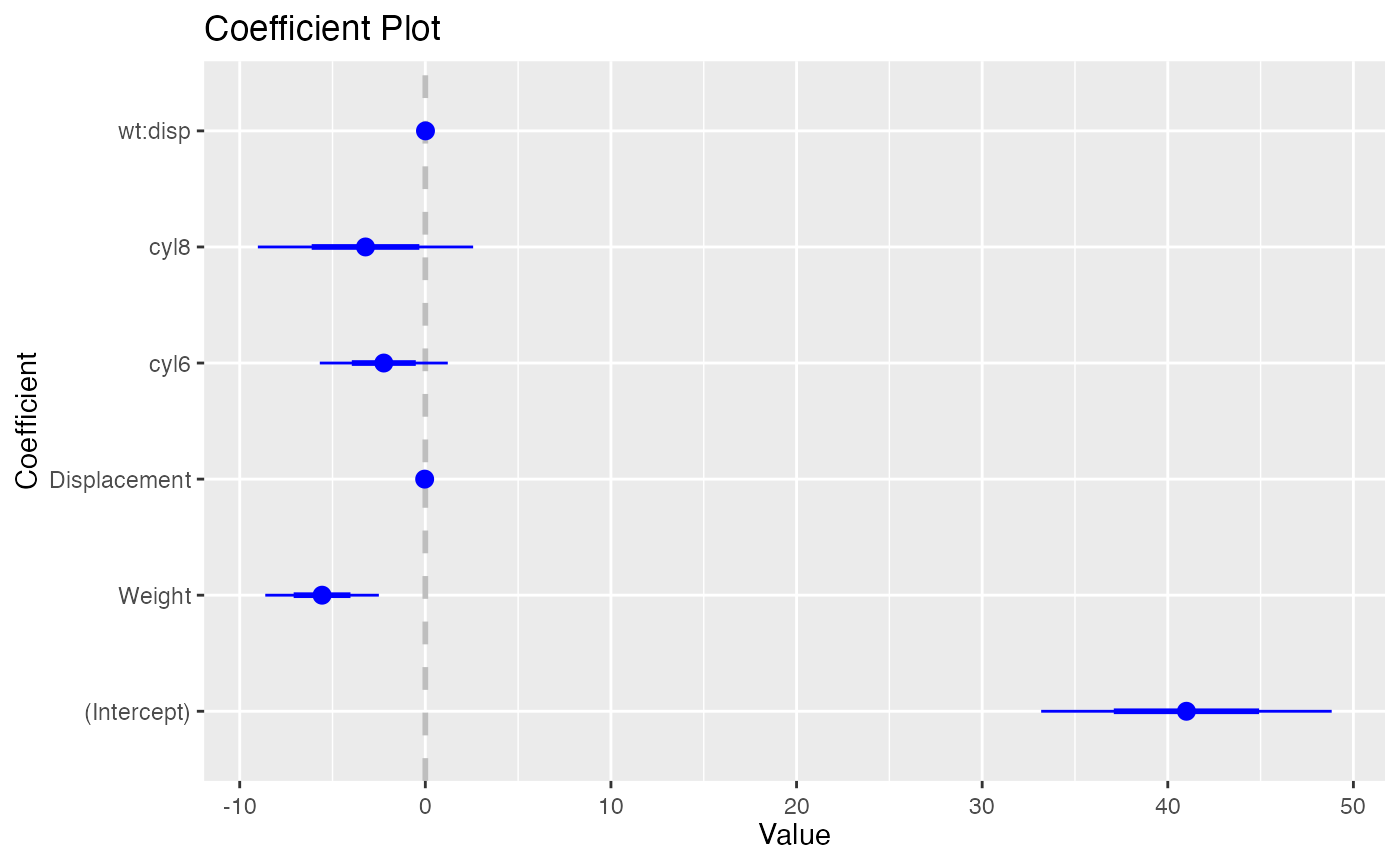 Coefficient Plot
wt:disp
cyl8
cyl6
Displacement
Weight
(Intercept)
Coefficient
-10 0 10 20 30 40 50
Value